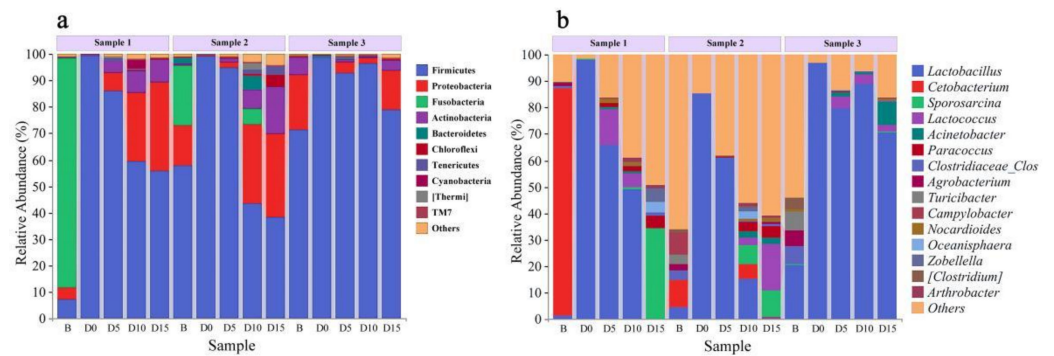 a
Sample 1 Sample 2 Sample 3
Relative Abundance (%)
100
90
80
70
60
50
40
30
20
10
0
B D0 D5 D10 D15 B D0 D5 D10 D15 B D0 D5 D10 D15
Sample
Firmicutes
Proteobacteria
Fusobacteria
Actinobacteria
Bacteroidetes
Chloroflexi
Tenericutes
Cyanobacteria
[Thermi]
TM7
Others
b
Sample 1 Sample 2 Sample 3
Relative Abundance (%)
100
90
80
70
60
50
40
30
20
10
0
B D0 D5 D10 D15 B D0 D5 D10 D15 B D0 D5 D10 D15
Sample
Lactobacillus
Cetobacterium
Sporosarcina
Lactococcus
Acinetobacter
Paracoccus
Clostridiaceae_Clos
Agrobacterium
Turicibacter
Campylobacter
Nocardioides
Oceanisphaera
Zobellella
[Clostridium]
Arthrobacter
Others